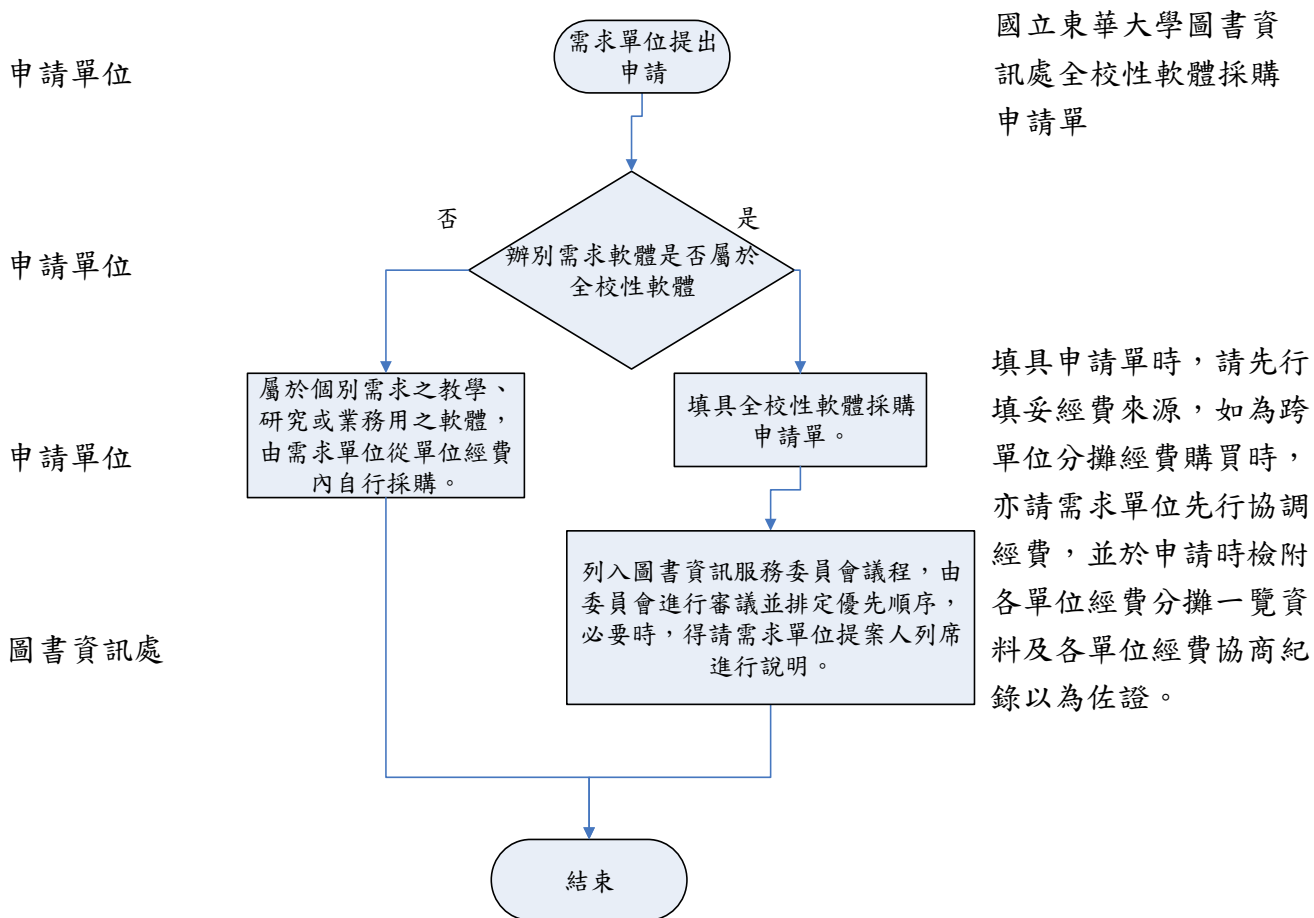 申請單位
需求單位提出
申請
國立東華大學圖書資
訊處全校性軟體採購
申請單
否
是
申請單位
辦別需求軟體是否屬於
全校性軟體
申請單位
屬於個別需求之教學、
研究或業務用之軟體，
由需求單位從單位經費
內自行採購。
填具全校性軟體採購
申請單。
填具申請單時，請先行
填妥經費來源，如為跨
單位分攤經費購買時，
亦請需求單位先行協調
經費，並於申請時檢附
各單位經費分攤一覽資
料及各單位經費協商紀
錄以為佐證。
圖書資訊處
列入圖書資訊服務委員會議程，由
委員會進行審議並排定優先順序，
必要時，得請需求單位提案人列席
進行說明。
結束